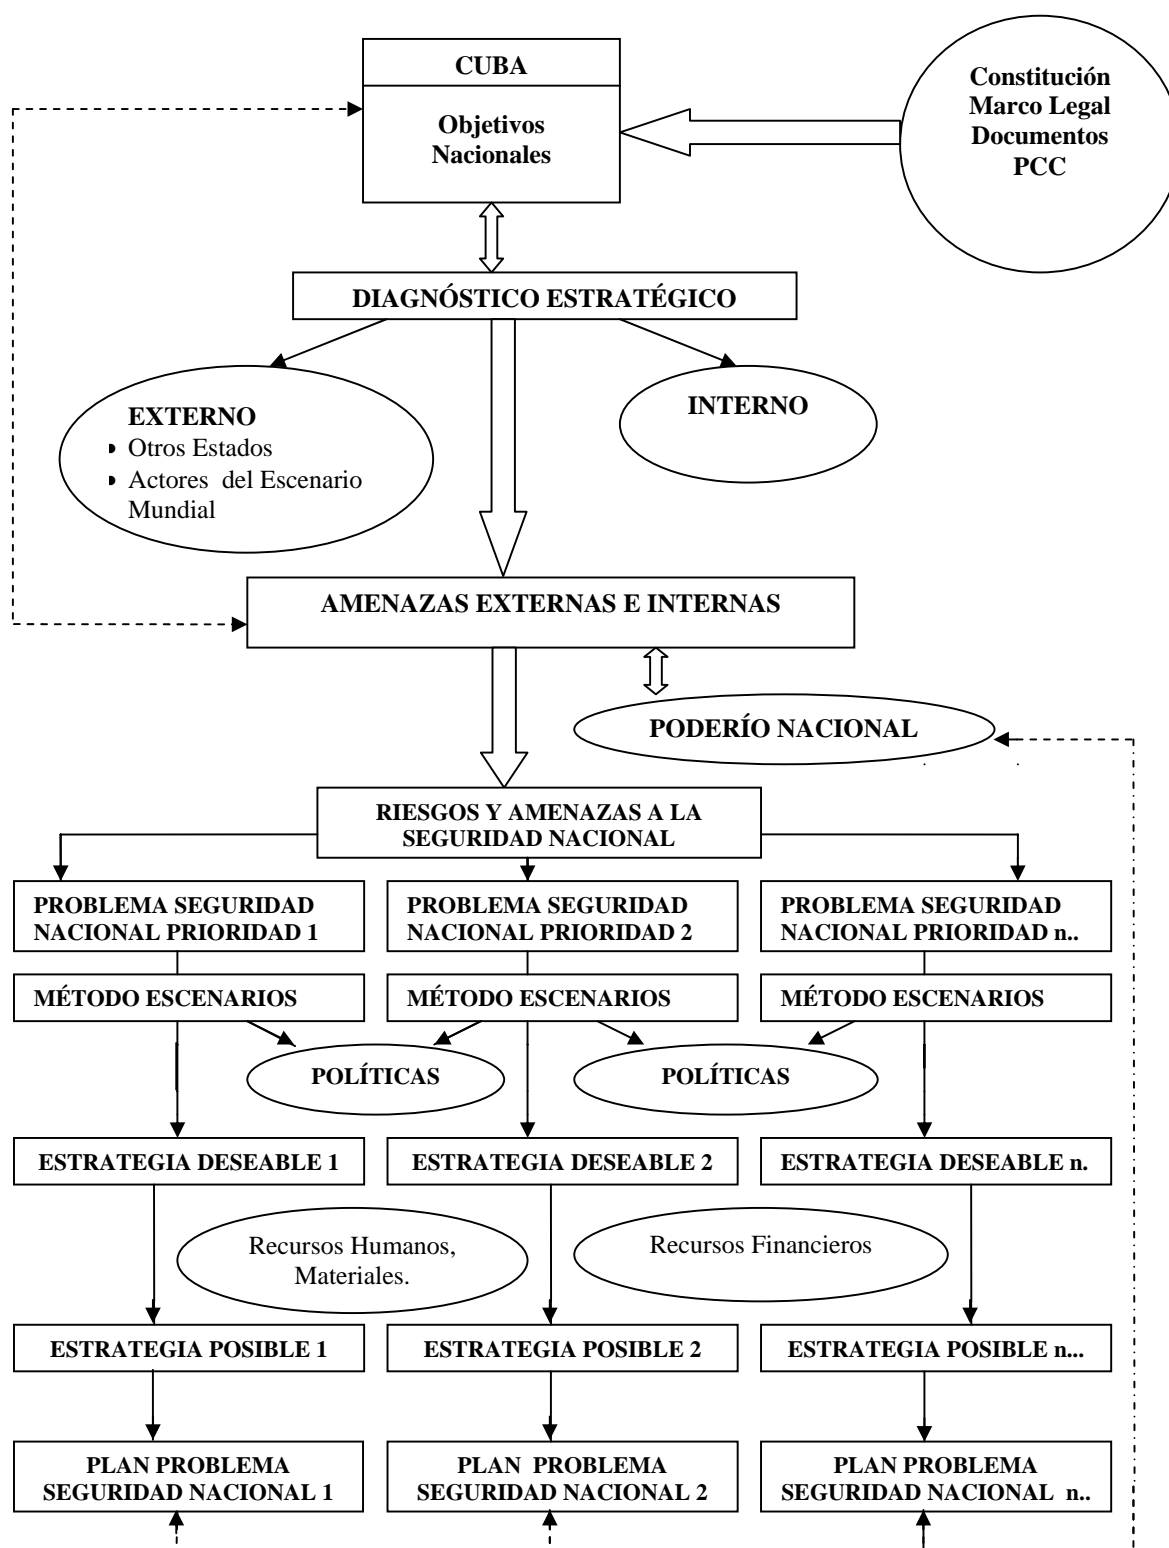 CUBA
Objetivos
Nacionales
Constitución
Marco Legal
Documentos
PCC
DIAGNÓSTICO ESTRATÉGICO
EXTERNO
• Otros Estados
• Actores del Escenario
Mundial
INTERNO
AMENAZAS EXTERNAS E INTERNAS
PODERÍO NACIONAL
RIESGOS Y AMENAZAS A LA
SEGURIDAD NACIONAL
PROBLEMA SEGURIDAD
NACIONAL PRIORIDAD 1
PROBLEMA SEGURIDAD
NACIONAL PRIORIDAD 2
PROBLEMA SEGURIDAD
NACIONAL PRIORIDAD n..
MÉTODO ESCENARIOS
MÉTODO ESCENARIOS
MÉTODO ESCENARIOS
POLÍTICAS
POLÍTICAS
ESTRATEGIA DESEABLE 1
ESTRATEGIA DESEABLE 2
ESTRATEGIA DESEABLE n.
Recursos Humanos,
Materiales.
Recursos Financieros
ESTRATEGIA POSIBLE 1
ESTRATEGIA POSIBLE 2
ESTRATEGIA POSIBLE n...
PLAN PROBLEMA
SEGURIDAD NACIONAL 1
PLAN PROBLEMA
SEGURIDAD NACIONAL 2
PLAN PROBLEMA
SEGURIDAD NACIONAL n..